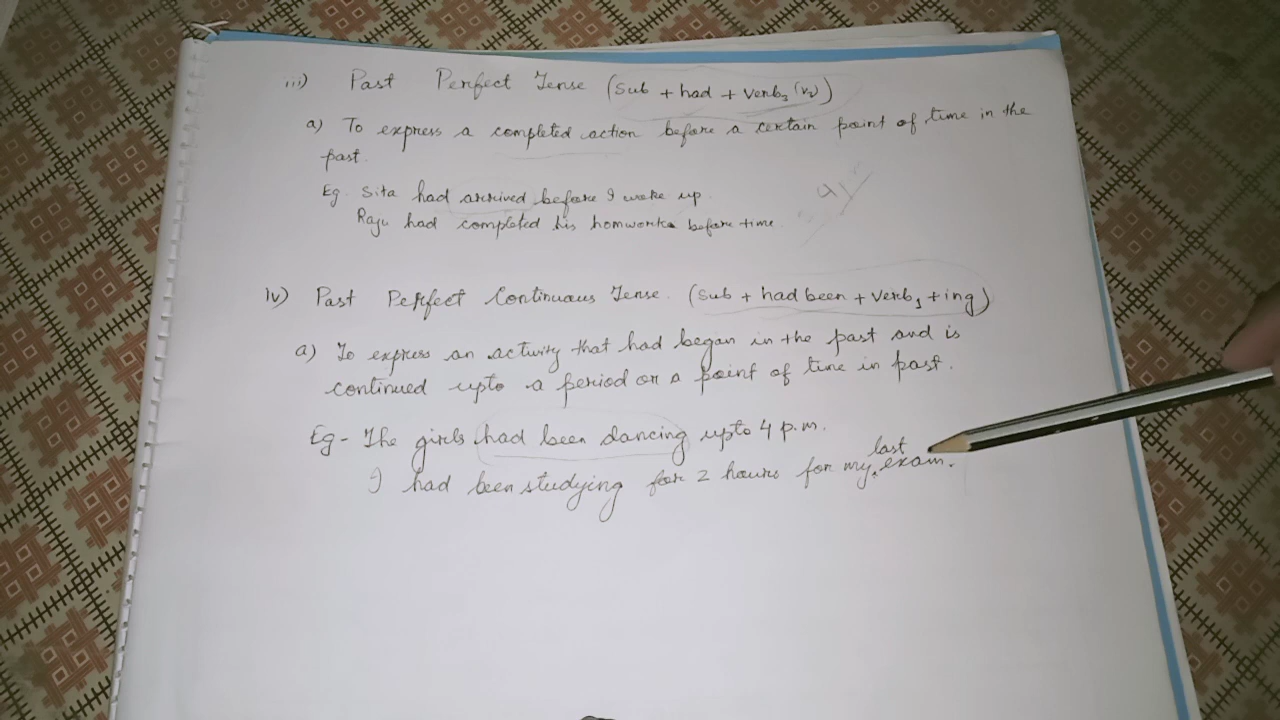 iii) Past Perfect Tense (Sub + had + Verb₃ (V₃))
a) To express a completed action before a certain point of time in the
past.
Eg. Sita had arrived before I woke up.
Raju had completed his homwork before time.
iv) Past Perfect Continuous Tense. (Sub + had been + Verb₁ + ing)
a) To express an activity that had began in the past and is
continued upto a period or a point of time in past.
Eg - The girls had been dancing upto 4 p.m.
last
I had been studying for 2 hours for my exam.